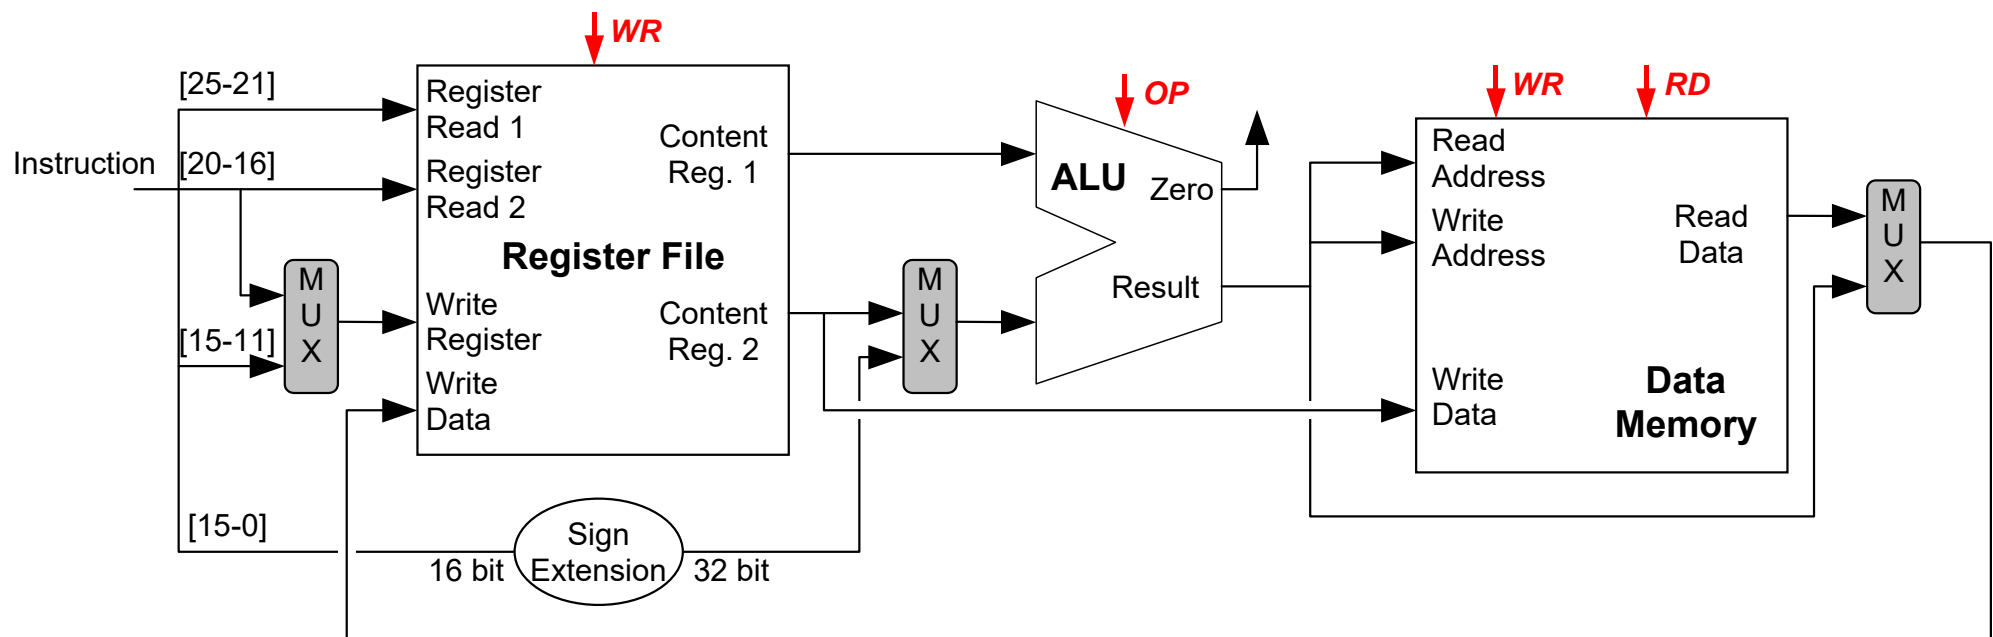 WR
[25-21]
Register
Read 1
Content
Reg. 1
OP
WR
RD
Instruction
[20-16]
Register
Read 2
Register File
ALU
Zero
Read
Address
Write
Address
Read
Data
M
U
X
M
U
X
Write
Register
Content
Reg. 2
M
U
X
Result
[15-11]
Write
Data
Write
Data
Data
Memory
[15-0]
16 bit
Sign
Extension
32 bit